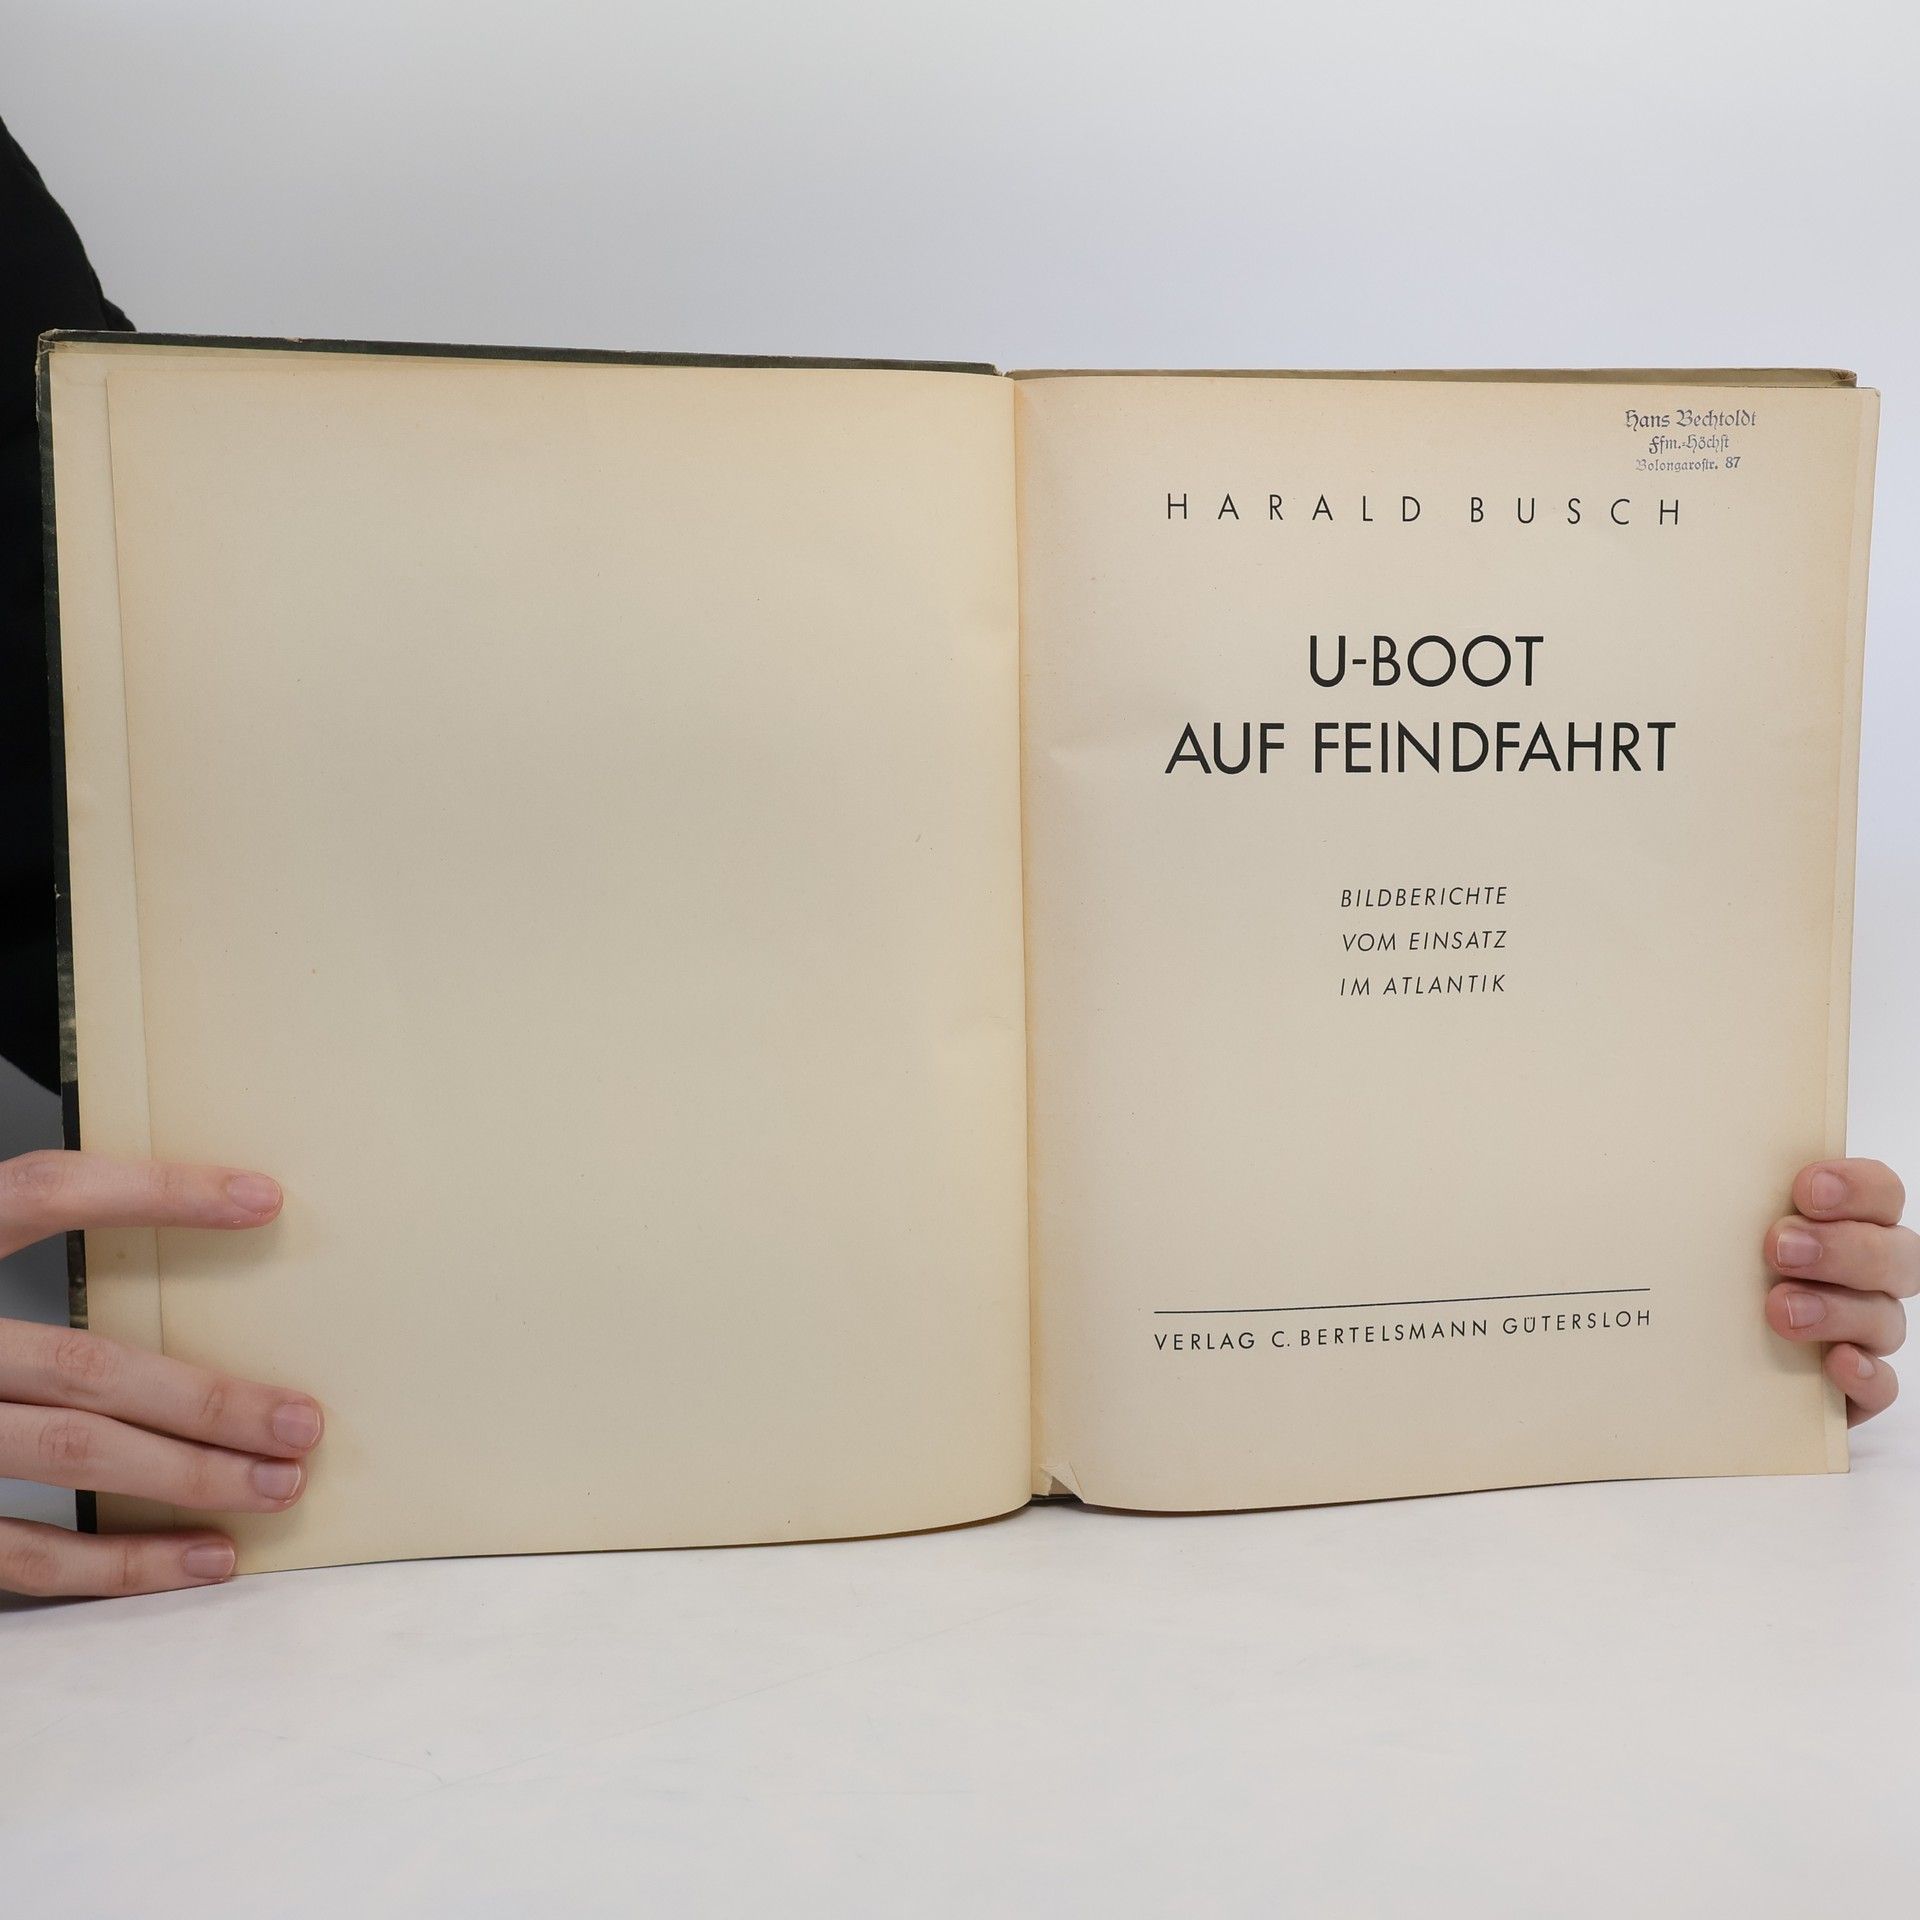 Hans Bechtoldt
Ffm.-Höchst
Bolongarostr. 87
HARALD BUSCH
U-BOOT
AUF FEINDFAHRT
BILDBERICHTE
VOM EINSATZ
IM ATLANTIK
VERLAG C. BERTELSMANN GÜTERSLOH